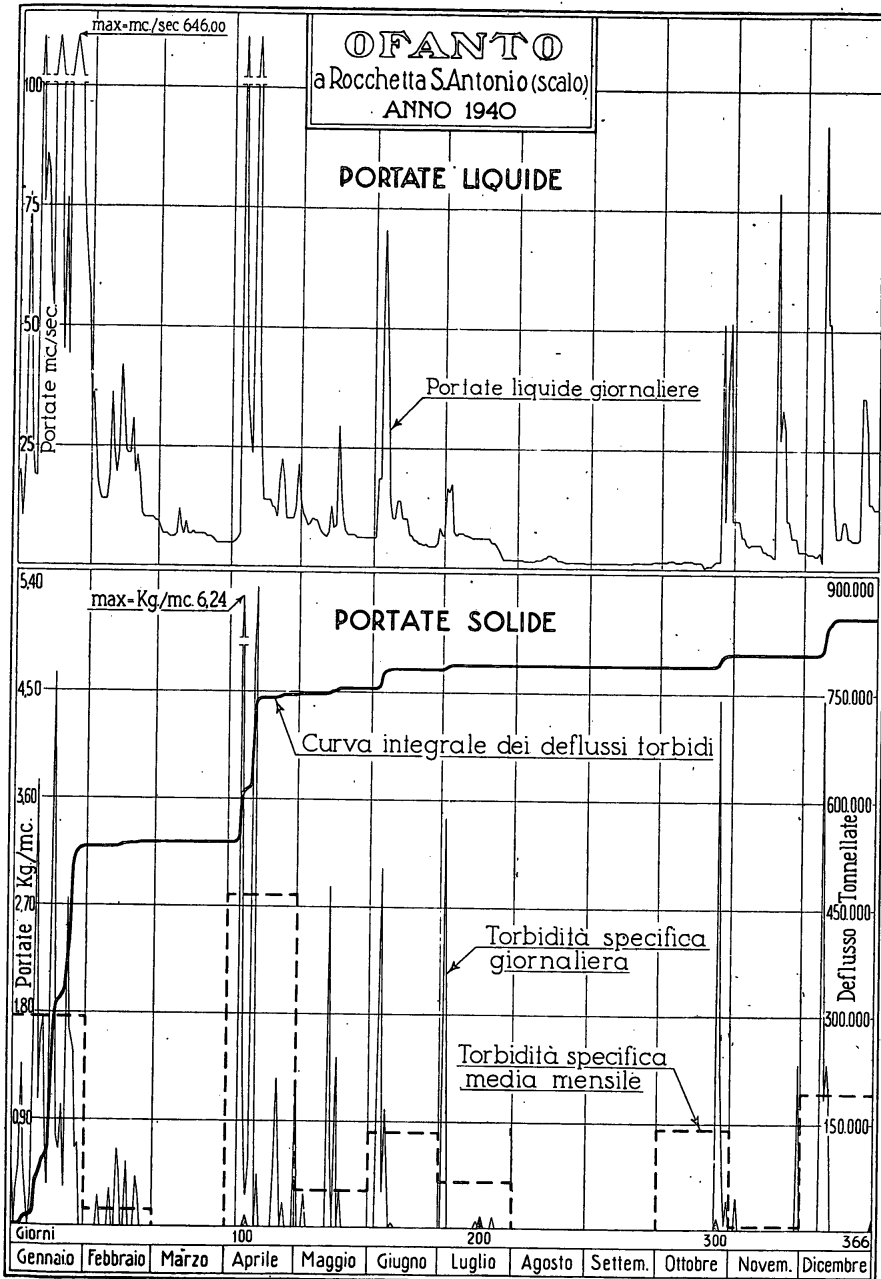 max=mc./sec 646,00
OFANTO
a Rocchetta S.Antonio (scalo)
ANNO 1940
PORTATE LIQUIDE
100
75
50
25
Portate mc/sec.
Portate liquide giornaliere
5,40
900.000
max=Kg./mc. 6,24
PORTATE SOLIDE
4,50
750.000
Curva integrale dei deflussi torbidi
3,60
600.000
Portate Kg./mc.
Deflusso Tonnellate
2,70
450.000
Torbidità specifica
giornaliera
1,80
300.000
Torbidità specifica
media mensile
0,90
150.000
Giorni
100
200
300
366
Gennaio Febbraio Marzo Aprile Maggio Giugno Luglio Agosto Settem. Ottobre Novem. Dicembre